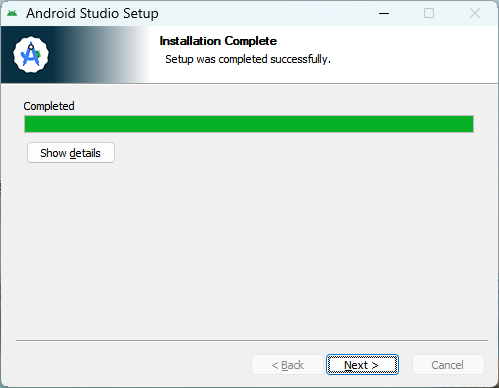 Android Studio Setup
Installation Complete
Setup was completed successfully.
Completed
Show details
< Back
Next >
Cancel